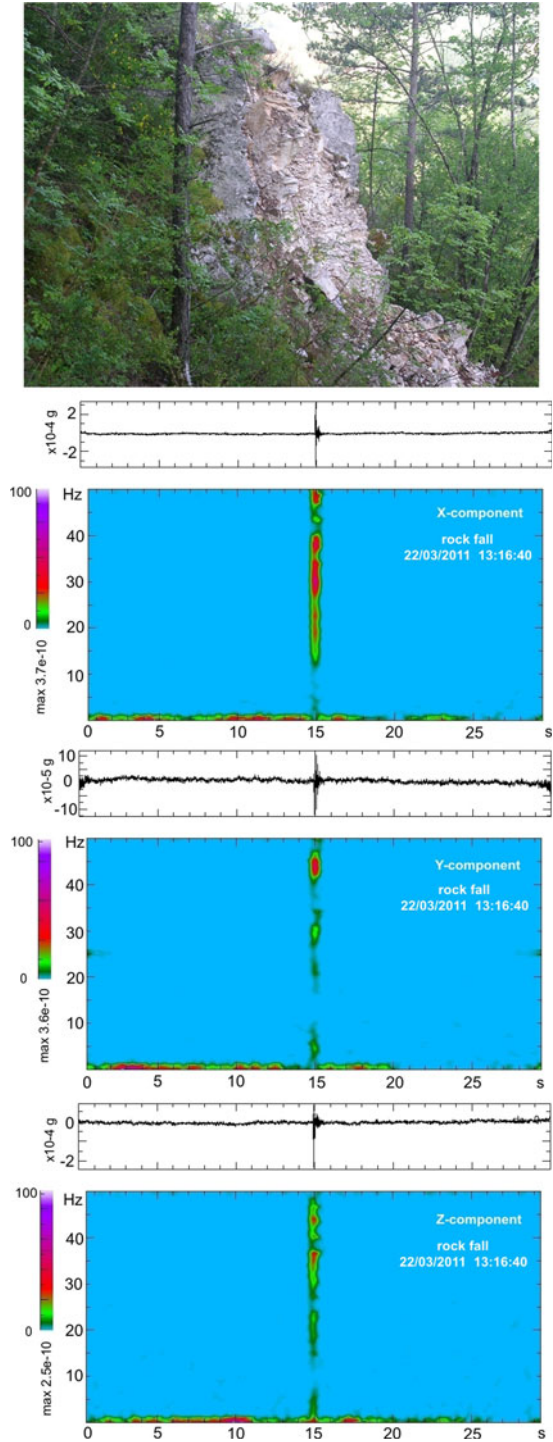 2
x10-4 g
-2
100
Hz
X-component
40
rock fall
22/03/2011 13:16:40
30
0
20
max 3.7e-10
10
0 5 10 15 20 25 s
10
x10-5 g
0
-10
100
Hz
Y-component
40
rock fall
22/03/2011 13:16:40
30
0
20
max 3.6e-10
10
0 5 10 15 20 25 s
0
x10-4 g
-2
100
Hz
Z-component
40
rock fall
22/03/2011 13:16:40
30
0
20
max 2.5e-10
10
0 5 10 15 20 25 s